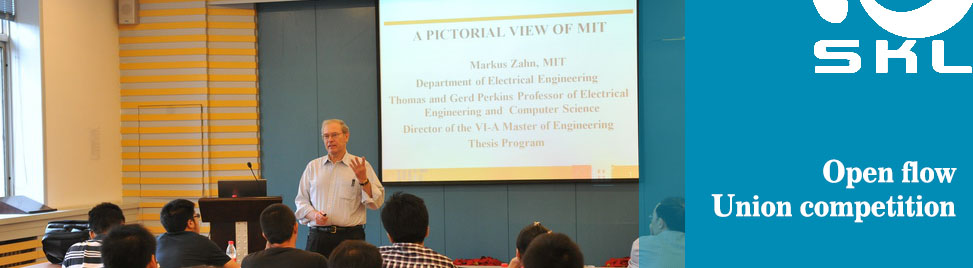 A PICTORIAL VIEW OF MIT
Markus Zahn, MIT
Department of Electrical Engineering
Thomas and Gerd Perkins Professor of Electrical
Engineering and Computer Science
Director of the VI-A Master of Engineering
Thesis Program
SKL
Open flow
Union competition